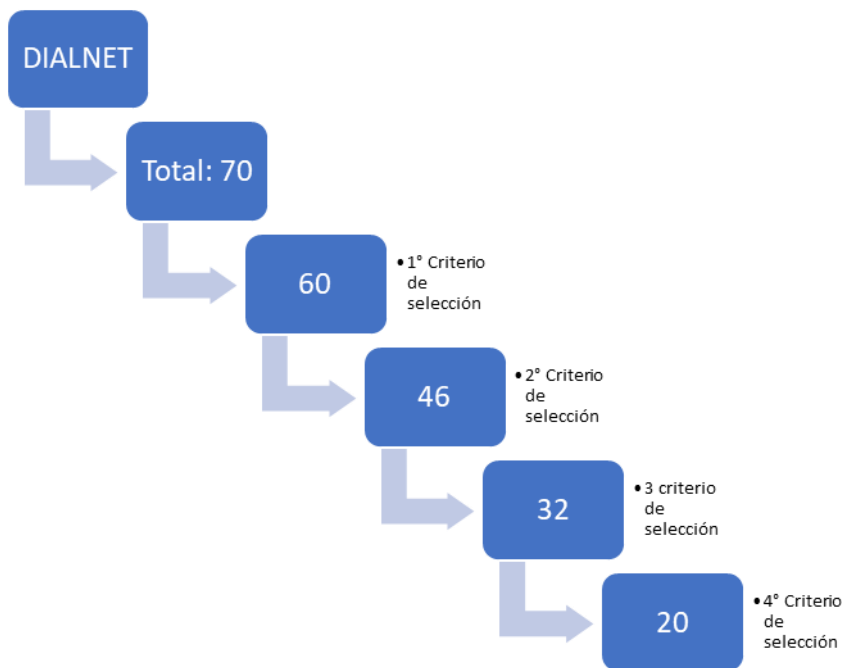 DIALNET
Total: 70
60
• 1° Criterio
de
selección
46
• 2° Criterio
de
selección
32
• 3 criterio
de
selección
20
• 4° Criterio
de
selección